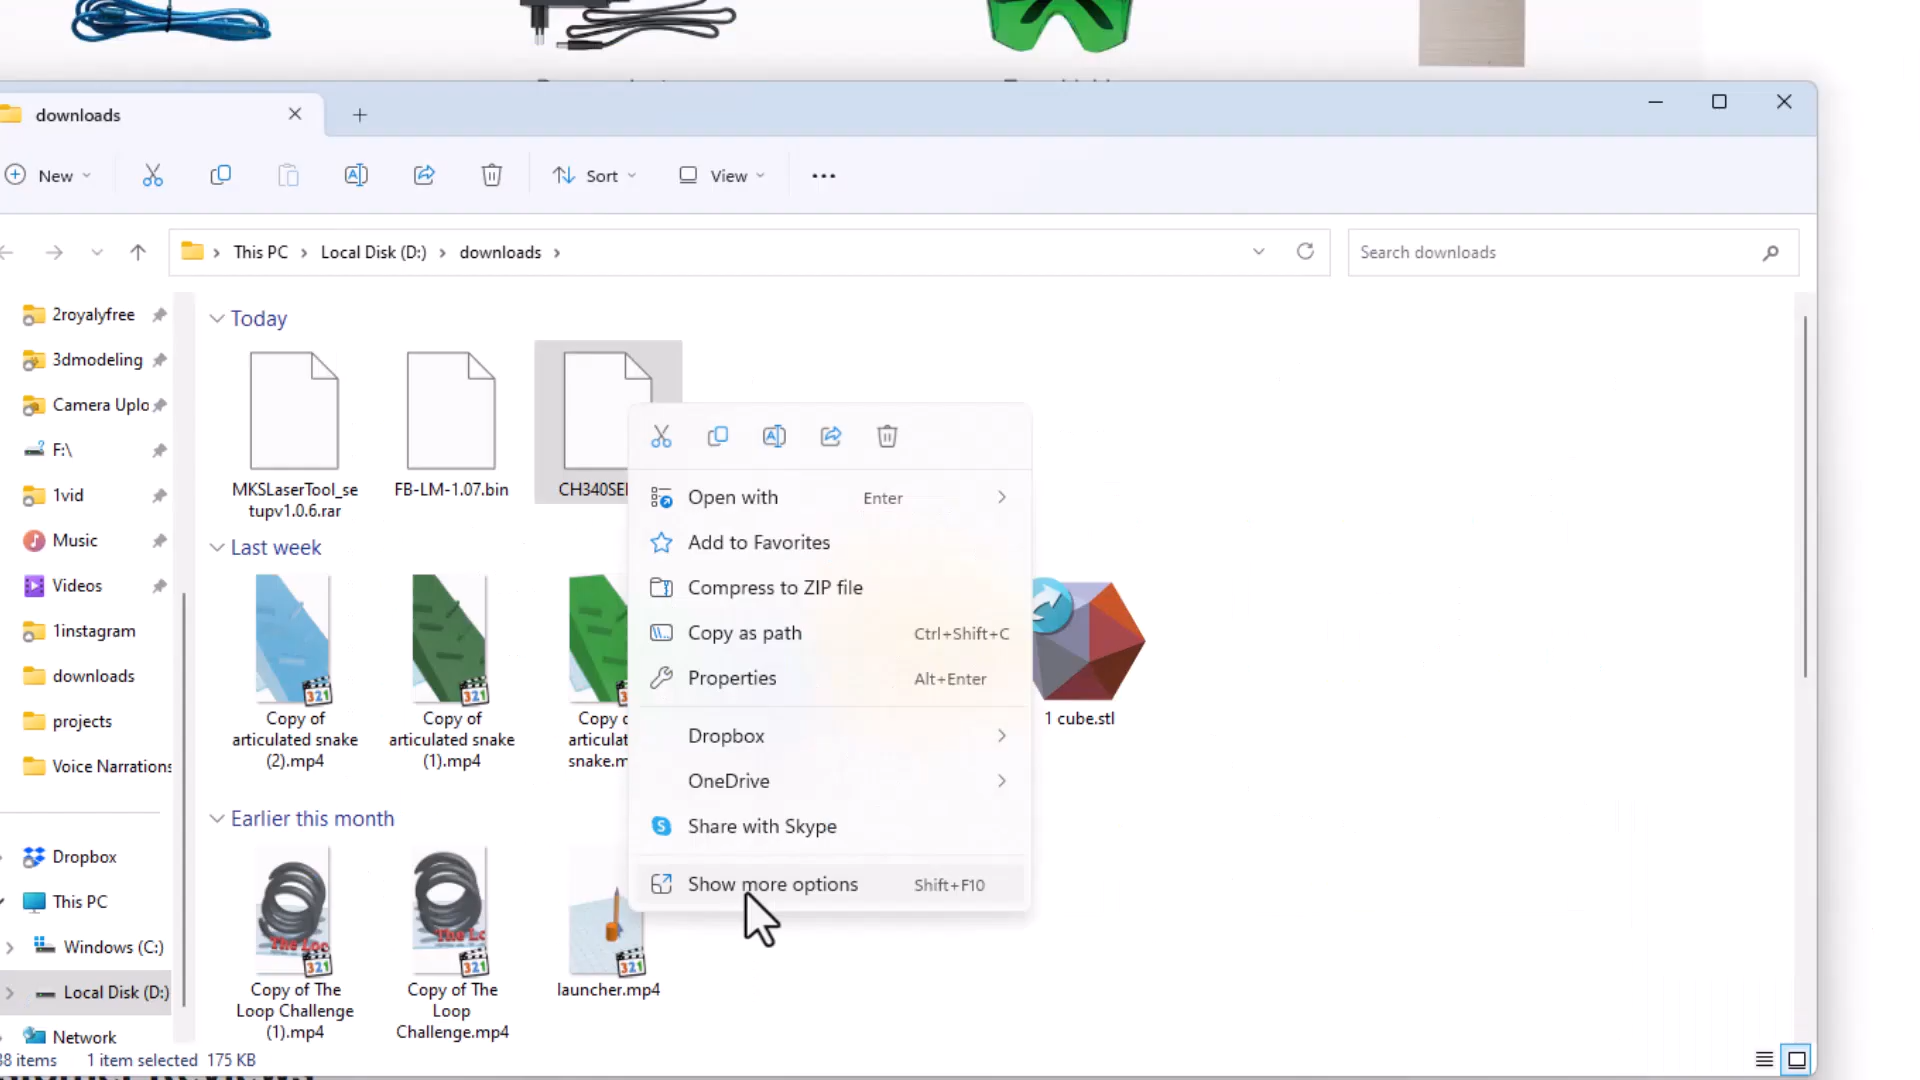 downloads
New
Sort
View
This PC
Local Disk (D:)
downloads
Search downloads
2royalyfree
3dmodeling
Camera Uplo
F:\
1vid
Music
Videos
1instagram
downloads
projects
Voice Narrations
Dropbox
This PC
Windows (C:)
Local Disk (D:)
Network
Today
MKSLaserTool_se
tupv1.0.6.rar
FB-LM-1.07.bin
CH340SE
Last week
Copy of
articulated snake
(2).mp4
Copy of
articulated snake
(1).mp4
Copy
articulat
snake.m
1 cube.stl
Earlier this month
The Loo
Copy of The
Loop Challenge
(1).mp4
Copy of The
Loop
Challenge.mp4
launcher.mp4
Open with Enter
Add to Favorites
Compress to ZIP file
Copy as path Ctrl+Shift+C
Properties Alt+Enter
Dropbox
OneDrive
Share with Skype
Show more options Shift+F10
38 items 1 item selected 175 KB